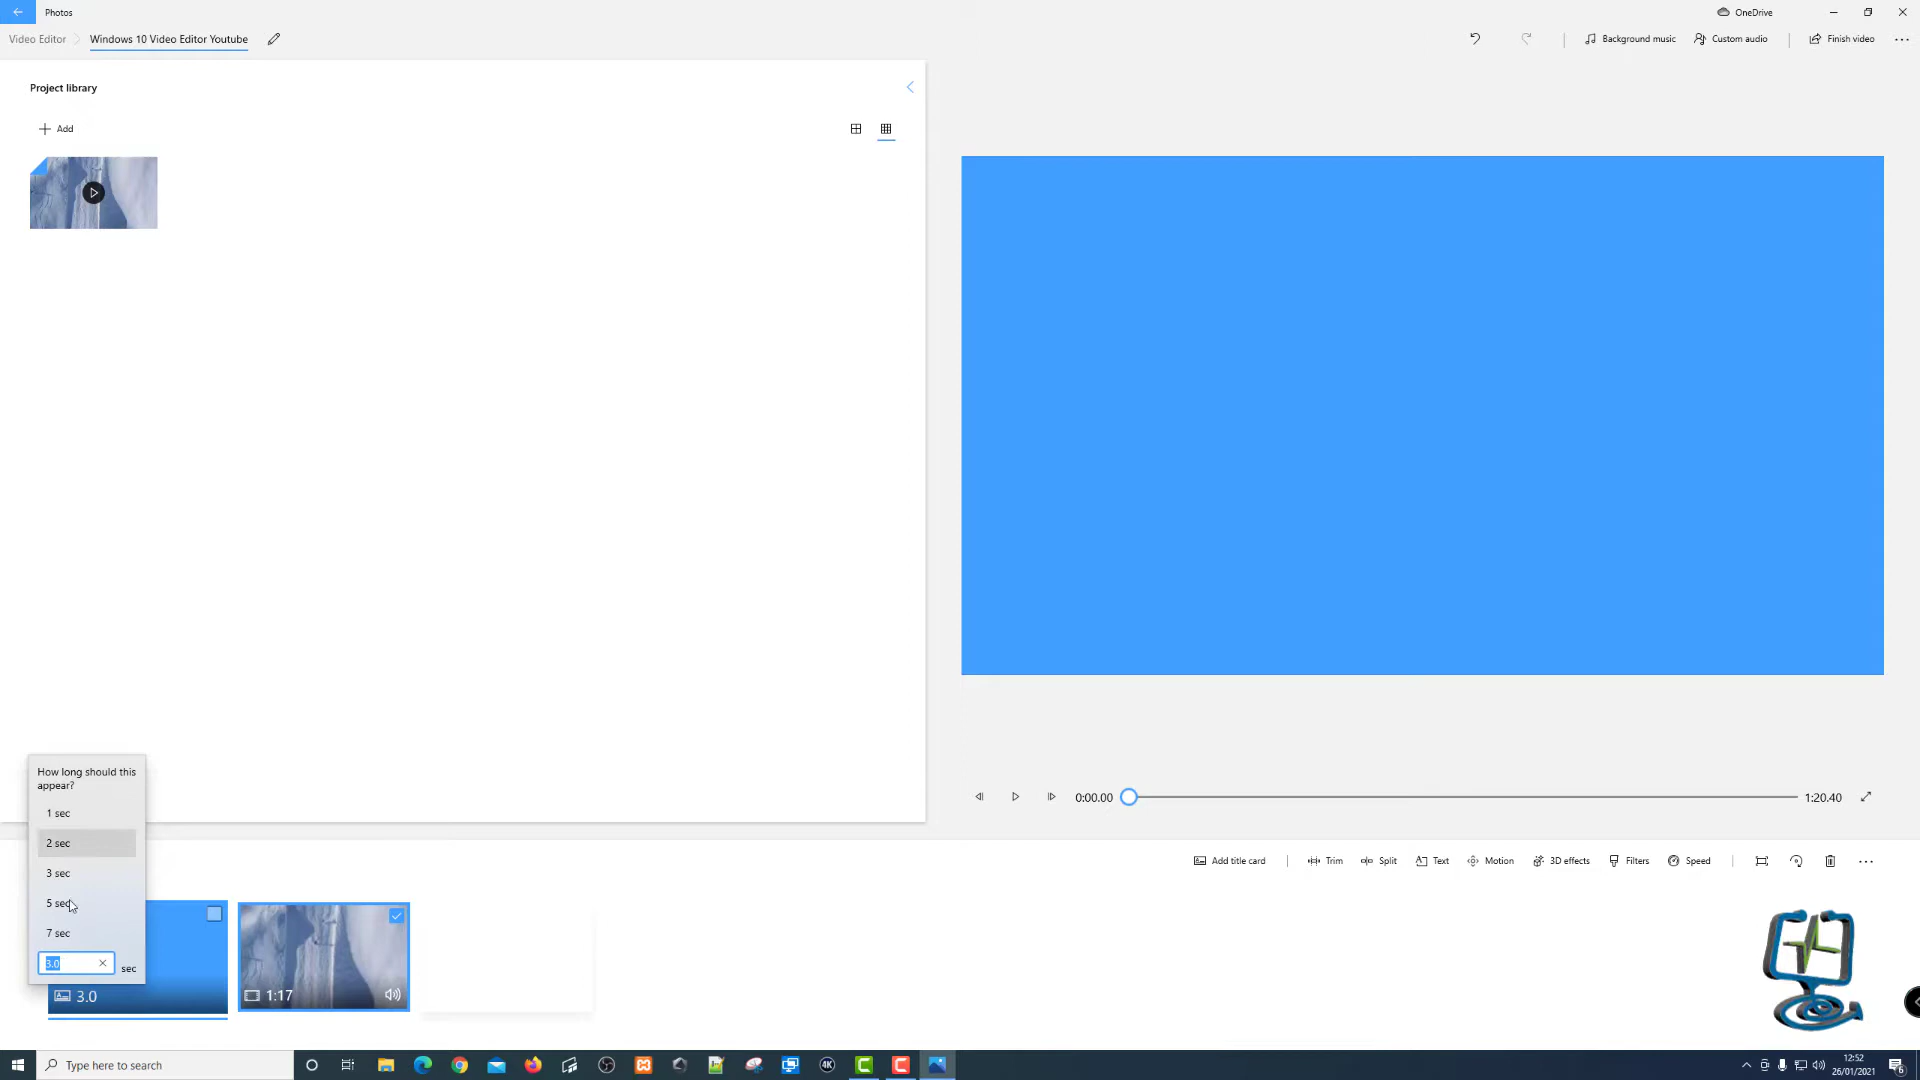 Photos
OneDrive
Video Editor
Windows 10 Video Editor Youtube
Background music
Custom audio
Finish video
Project library
Add
How long should this
appear?
1 sec
2 sec
3 sec
5 sec
7 sec
3.0
sec
0:00.00
1:20.40
Add title card
Trim
Split
Text
Motion
3D effects
Filters
Speed
3.0
1:17
Type here to search
4K
12:52
26/01/2021
6